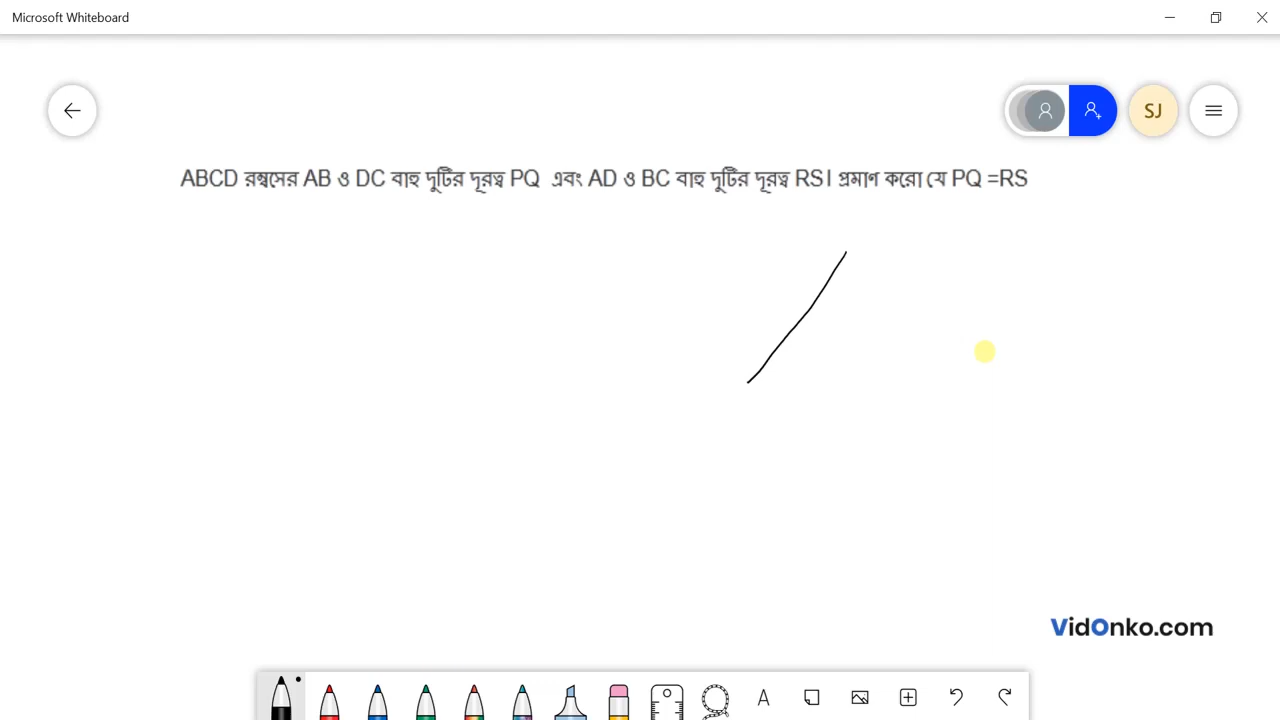 Microsoft Whiteboard
SJ
ABCD রম্বসের AB ও DC বাহু দুটির দূরত্ব PQ এবং AD ও BC বাহু দুটির দূরত্ব RS। প্রমাণ করো যে PQ =RS
VidOnko.com
A